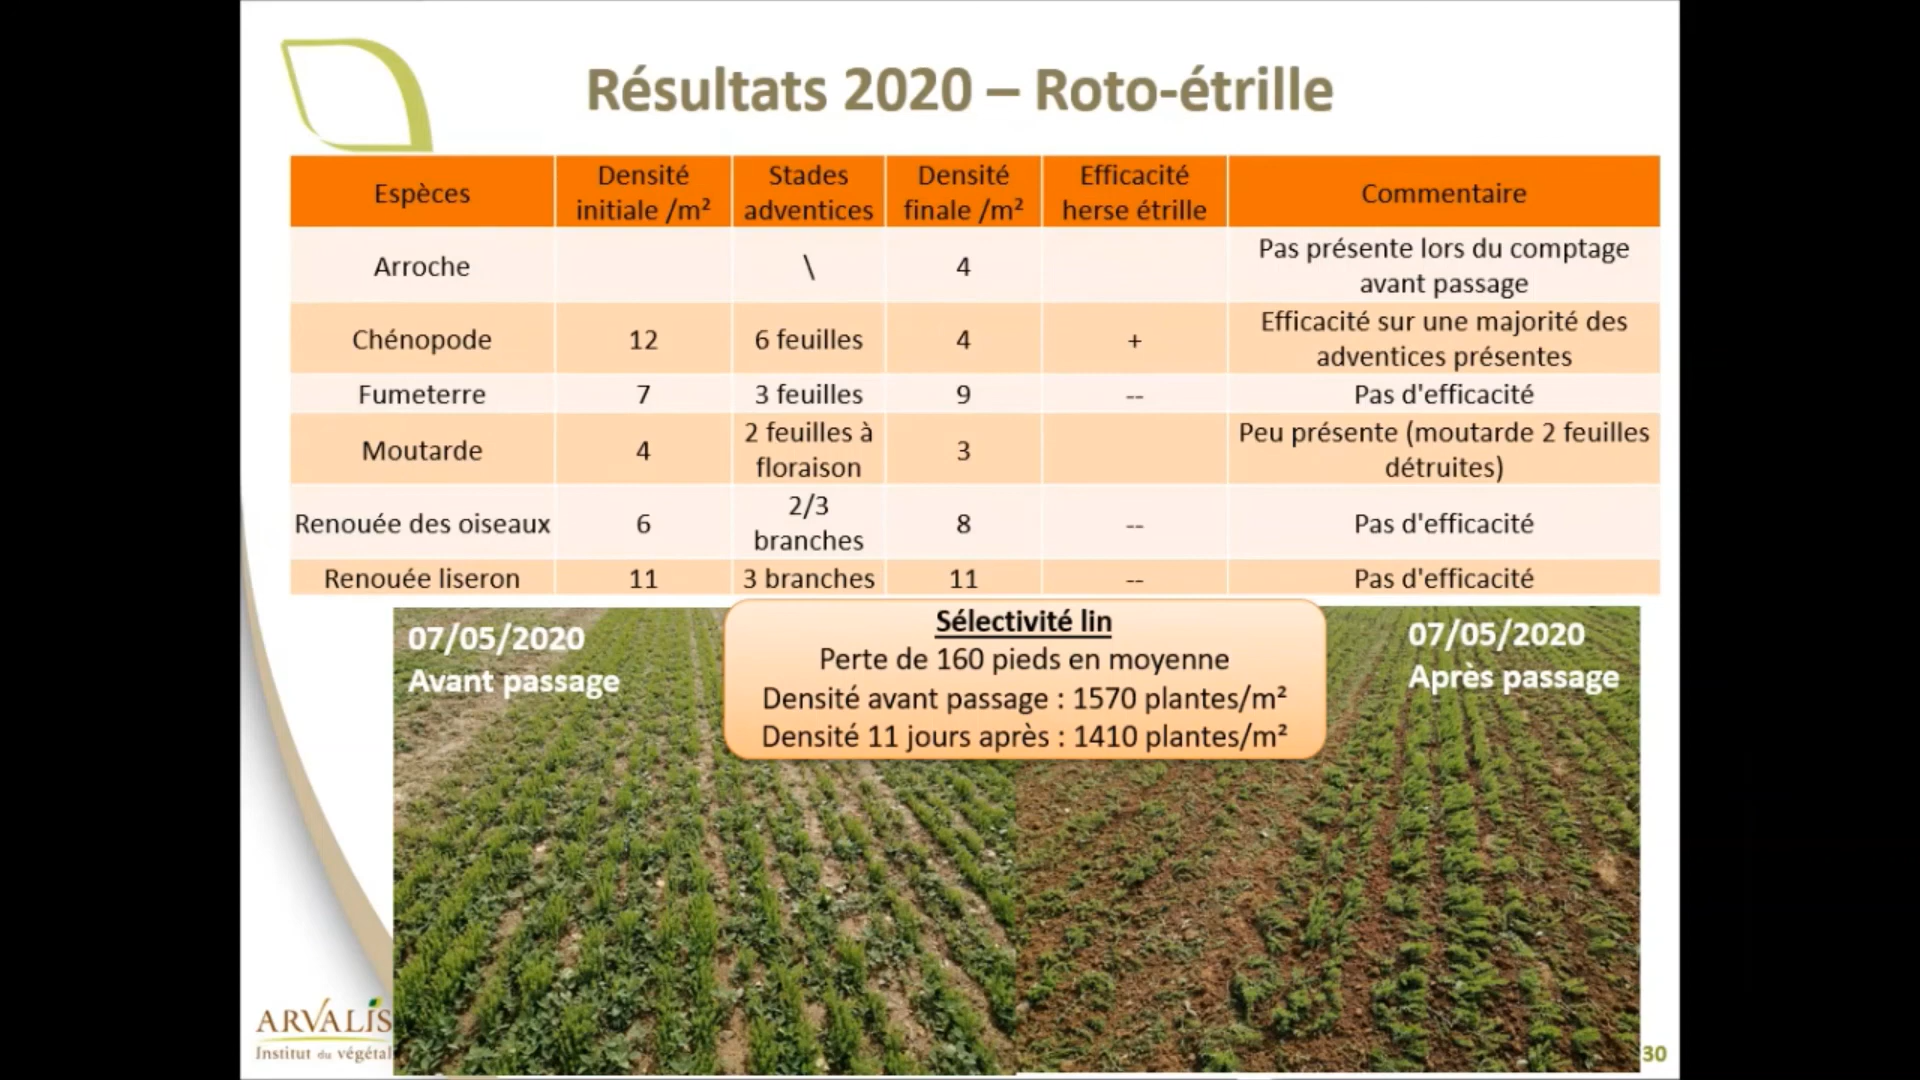 Résultats 2020 – Roto-étrille
Espèces
Densité
initiale /m²
Stades
adventices
Densité
finale /m²
Efficacité
herse étrille
Commentaire
Arroche
\
4
Pas présente lors du comptage
avant passage
Chénopode
12
6 feuilles
4
+
Efficacité sur une majorité des
adventices présentes
Fumeterre
7
3 feuilles
9
--
Pas d'efficacité
Moutarde
4
2 feuilles à
floraison
3
Peu présente (moutarde 2 feuilles
détruites)
Renouée des oiseaux
6
2/3
branches
8
--
Pas d'efficacité
Renouée liseron
11
3 branches
11
--
Pas d'efficacité
07/05/2020
Avant passage
Sélectivité lin
Perte de 160 pieds en moyenne
Densité avant passage : 1570 plantes/m²
Densité 11 jours après : 1410 plantes/m²
07/05/2020
Après passage
ARVALIS
Institut du végétal
30